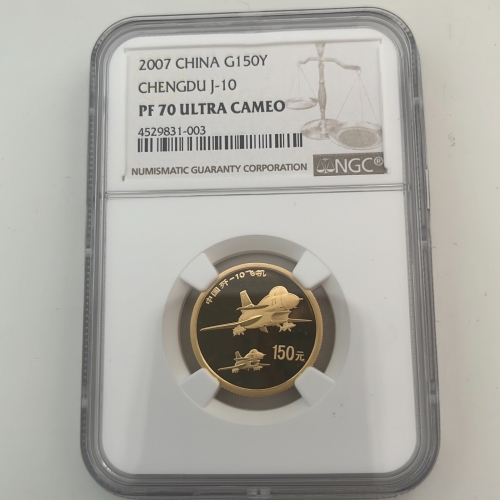 2007 CHINA G150Y
CHENGDU J-10
PF 70 ULTRA CAMEO
4529831-003
NUMISMATIC GUARANTY CORPORATION
NGC®
中国歼-10飞机
150元